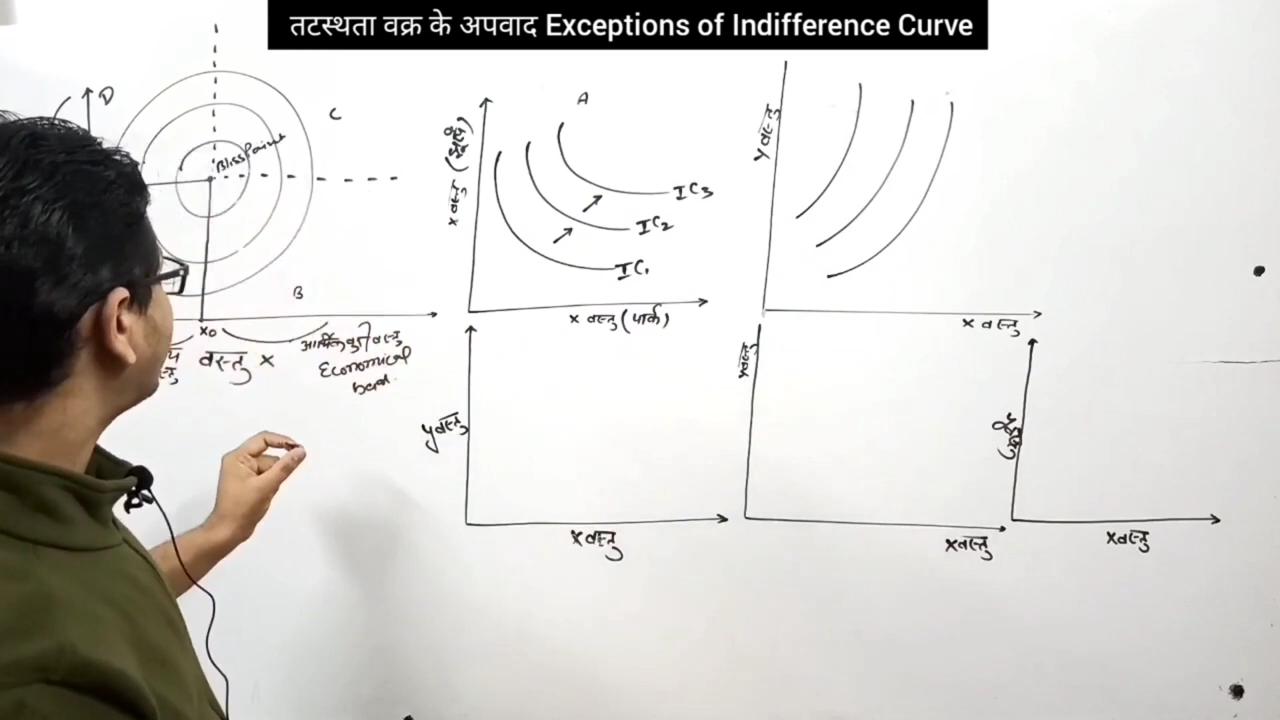 तटस्थता वक्र के अपवाद Exceptions of Indifference Curve
D
C
Bliss Point
B
x0
वस्तु x
Economical
A
IC3
IC2
IC1
x वस्तु
x वस्तु (पार्क)
y वस्तु
x वस्तु
y वस्तु
x वस्तु
x वस्तु
x वस्तु